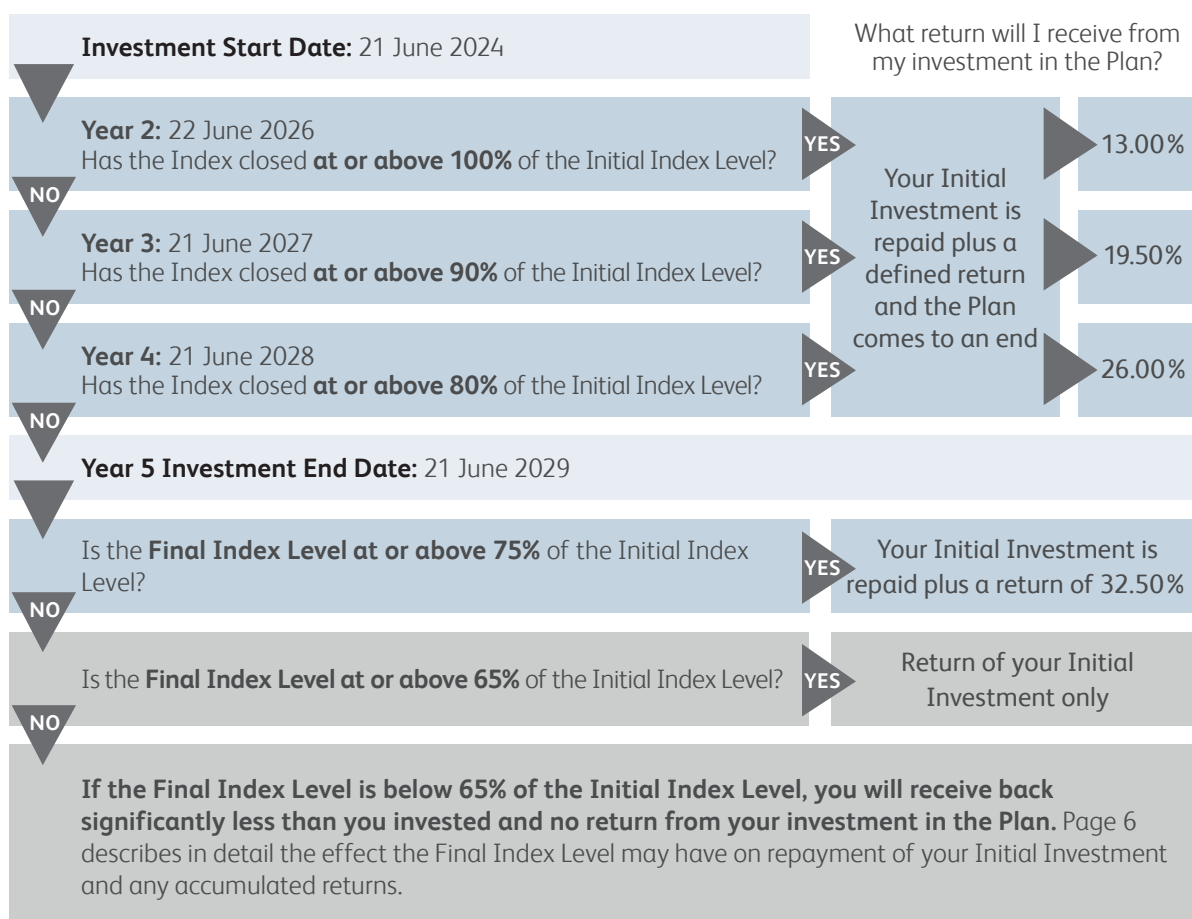 Investment Start Date: 21 June 2024
What return will I receive from
my investment in the Plan?
Year 2: 22 June 2026
Has the Index closed at or above 100% of the Initial Index Level?
YES
13.00%
NO
Year 3: 21 June 2027
Has the Index closed at or above 90% of the Initial Index Level?
YES
19.50%
NO
Year 4: 21 June 2028
Has the Index closed at or above 80% of the Initial Index Level?
YES
26.00%
Your Initial
Investment is
repaid plus a
defined return
and the Plan
comes to an end
NO
Year 5 Investment End Date: 21 June 2029
Is the Final Index Level at or above 75% of the Initial Index
Level?
YES
Your Initial Investment is
repaid plus a return of 32.50%
NO
Is the Final Index Level at or above 65% of the Initial Index Level?
YES
Return of your Initial
Investment only
NO
If the Final Index Level is below 65% of the Initial Index Level, you will receive back
significantly less than you invested and no return from your investment in the Plan. Page 6
describes in detail the effect the Final Index Level may have on repayment of your Initial Investment
and any accumulated returns.